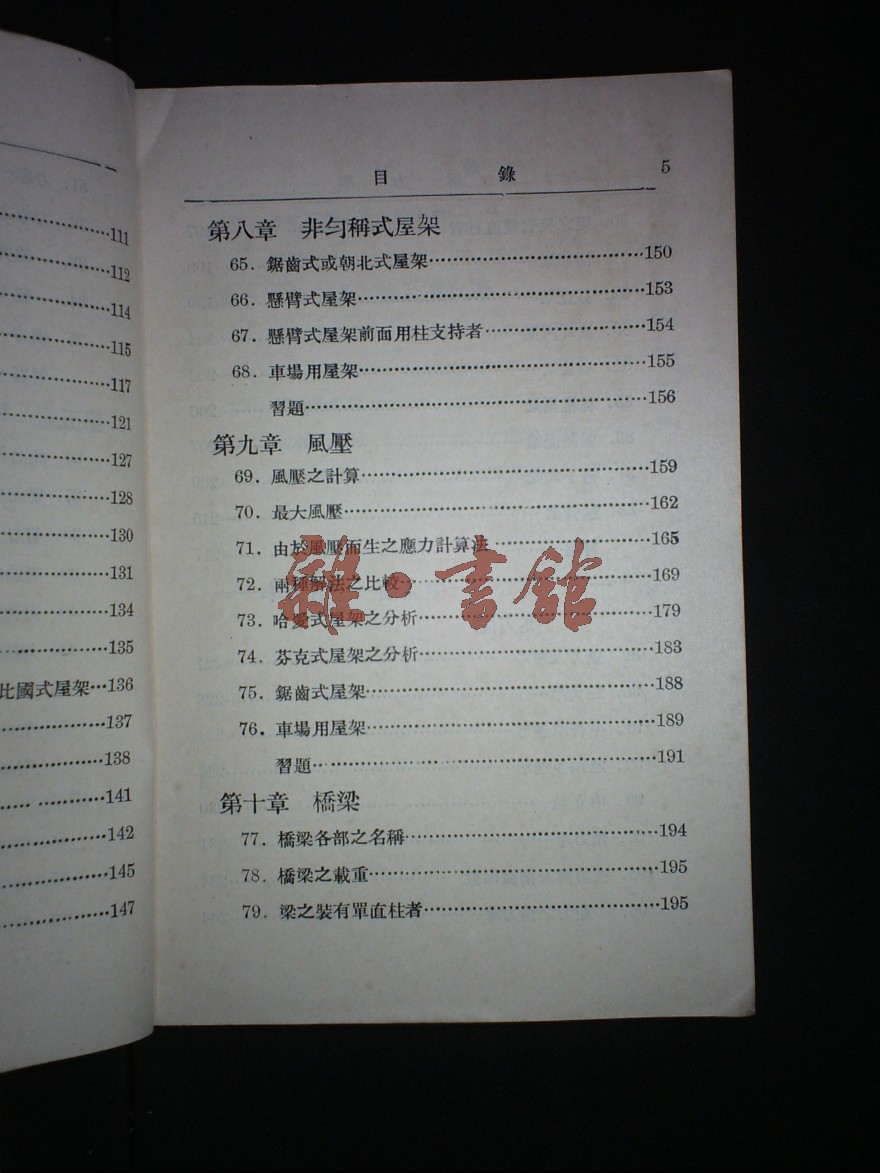 111
112
114
115
117
121
127
128
130
131
134
135
比國式屋架…136
137
138
141
142
145
147
目錄 5
第八章 非勻稱式屋架
65. 鋸齒式或朝北式屋架…150
66. 懸臂式屋架…153
67. 懸臂式屋架前面用柱支持者…154
68. 車場用屋架…155
習題…156
第九章 風壓
69. 風壓之計算…159
70. 最大風壓…162
71. 由於風壓而生之應力計算法…165
72. 兩種解法之比較…169
73. 哈愛式屋架之分析…179
74. 芬克式屋架之分析…183
75. 鋸齒式屋架…188
76. 車場用屋架…189
習題…191
第十章 橋梁
77. 橋梁各部之名稱…194
78. 橋梁之載重…195
79. 梁之裝有單直柱者…195
雜·書館